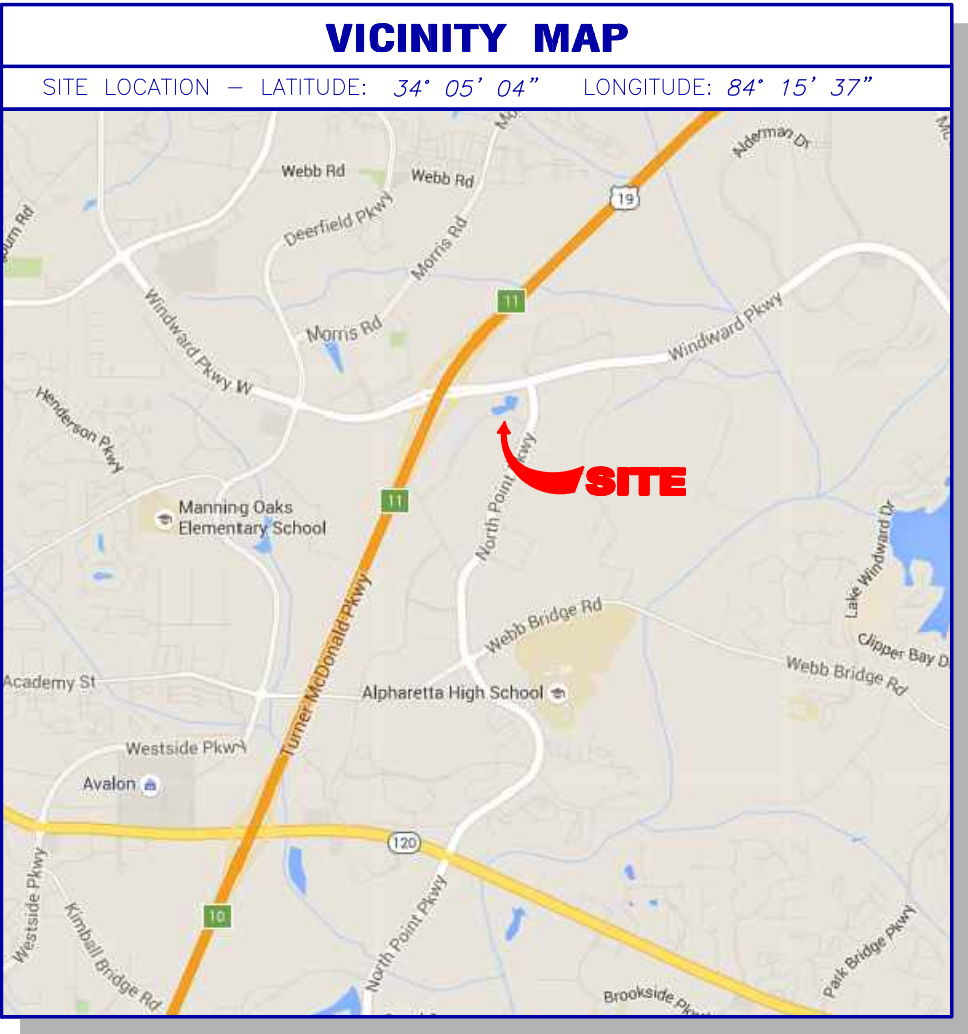 VICINITY MAP
SITE LOCATION – LATITUDE: 34° 05' 04" LONGITUDE: 84° 15' 37"
Alderman Dr
Webb Rd
Webb Rd
19
Deerfield Pkwy
Morris Rd
11
Windward Pkwy W
Morris Rd
Windward Pkwy
Henderson Pkwy
SITE
11
Manning Oaks
Elementary School
North Point Pkwy
Lake Windward Dr
Turner McDonald Pkwy
Webb Bridge Rd
Clipper Bay D
Webb Bridge Rd
Academy St
Alpharetta High School
Westside Pkwy
Avalon
120
Westside Pkwy
10
Kimball Bridge Rd
North Point Pkwy
Park Bridge Pkwy
Brookside Pkwy